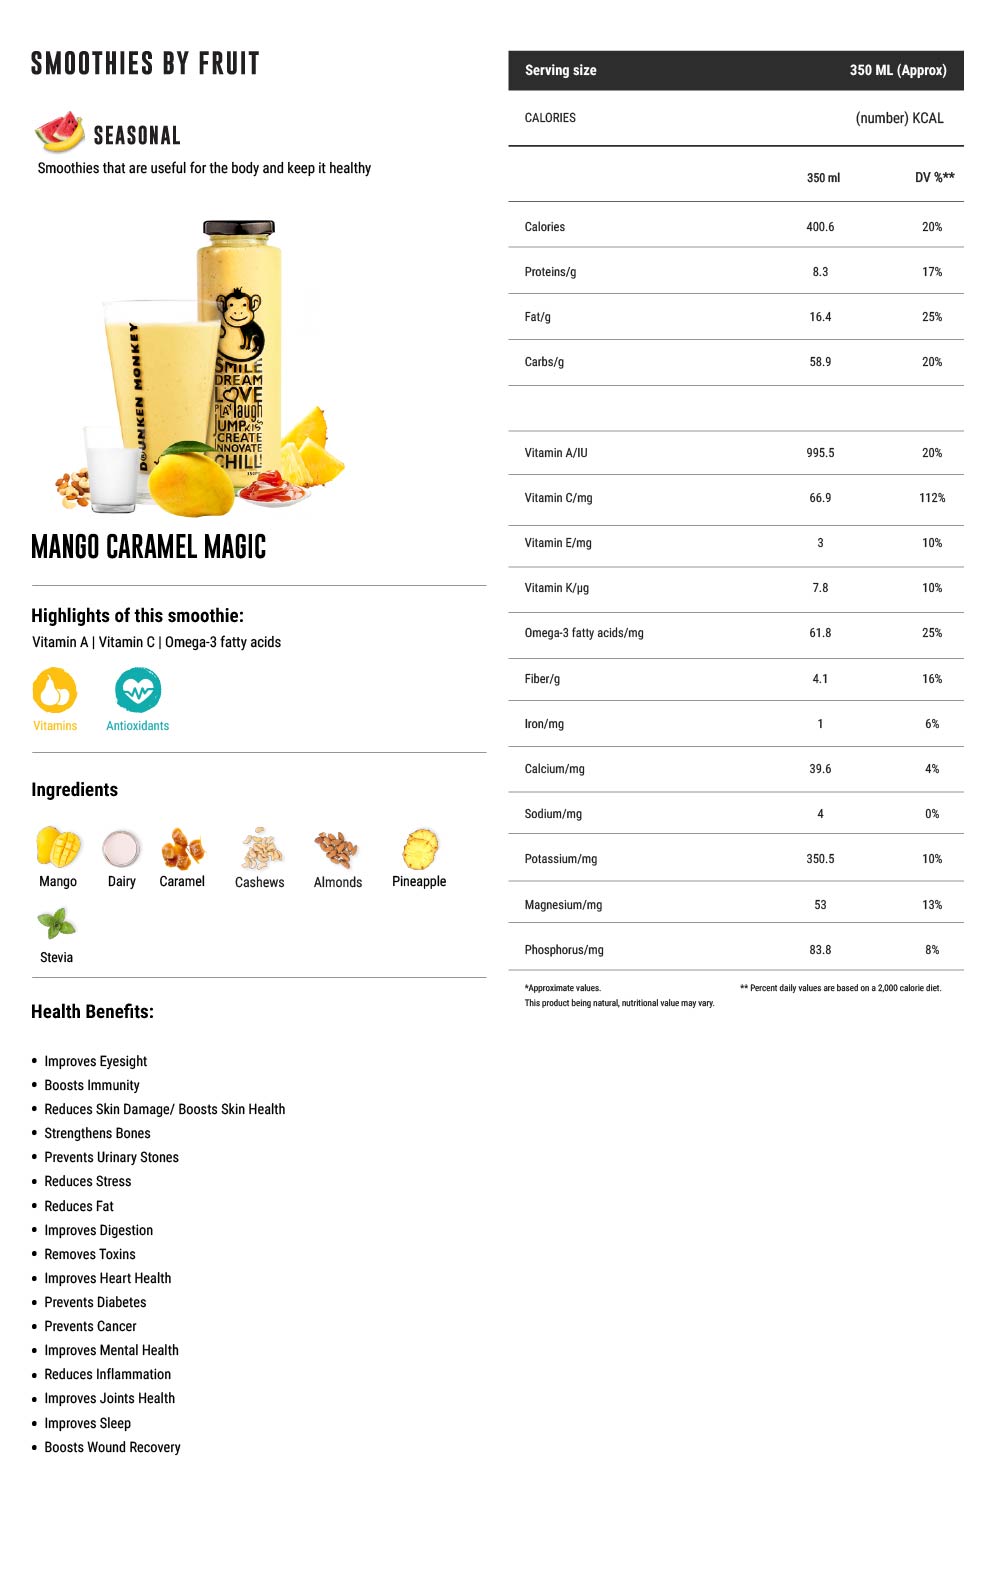 SMOOTHIES BY FRUIT
SEASONAL
Smoothies that are useful for the body and keep it healthy
DRUNKEN MONKEY
SMILE
DREAM
LOVE
PLAY laugh
JUMP KISS
CREATE
INNOVATE
CHILL!
MANGO CARAMEL MAGIC
Highlights of this smoothie:
Vitamin A | Vitamin C | Omega-3 fatty acids
Vitamins Antioxidants
Ingredients
Mango Dairy Caramel Cashews Almonds Pineapple
Stevia
Health Benefits:
• Improves Eyesight
• Boosts Immunity
• Reduces Skin Damage/ Boosts Skin Health
• Strengthens Bones
• Prevents Urinary Stones
• Reduces Stress
• Reduces Fat
• Improves Digestion
• Removes Toxins
• Improves Heart Health
• Prevents Diabetes
• Prevents Cancer
• Improves Mental Health
• Reduces Inflammation
• Improves Joints Health
• Improves Sleep
• Boosts Wound Recovery
Serving size 350 ML (Approx)
CALORIES (number) KCAL
350 ml DV %**
Calories 400.6 20%
Proteins/g 8.3 17%
Fat/g 16.4 25%
Carbs/g 58.9 20%
Vitamin A/IU 995.5 20%
Vitamin C/mg 66.9 112%
Vitamin E/mg 3 10%
Vitamin K/µg 7.8 10%
Omega-3 fatty acids/mg 61.8 25%
Fiber/g 4.1 16%
Iron/mg 1 6%
Calcium/mg 39.6 4%
Sodium/mg 4 0%
Potassium/mg 350.5 10%
Magnesium/mg 53 13%
Phosphorus/mg 83.8 8%
*Approximate values. ** Percent daily values are based on a 2,000 calorie diet.
This product being natural, nutritional value may vary.